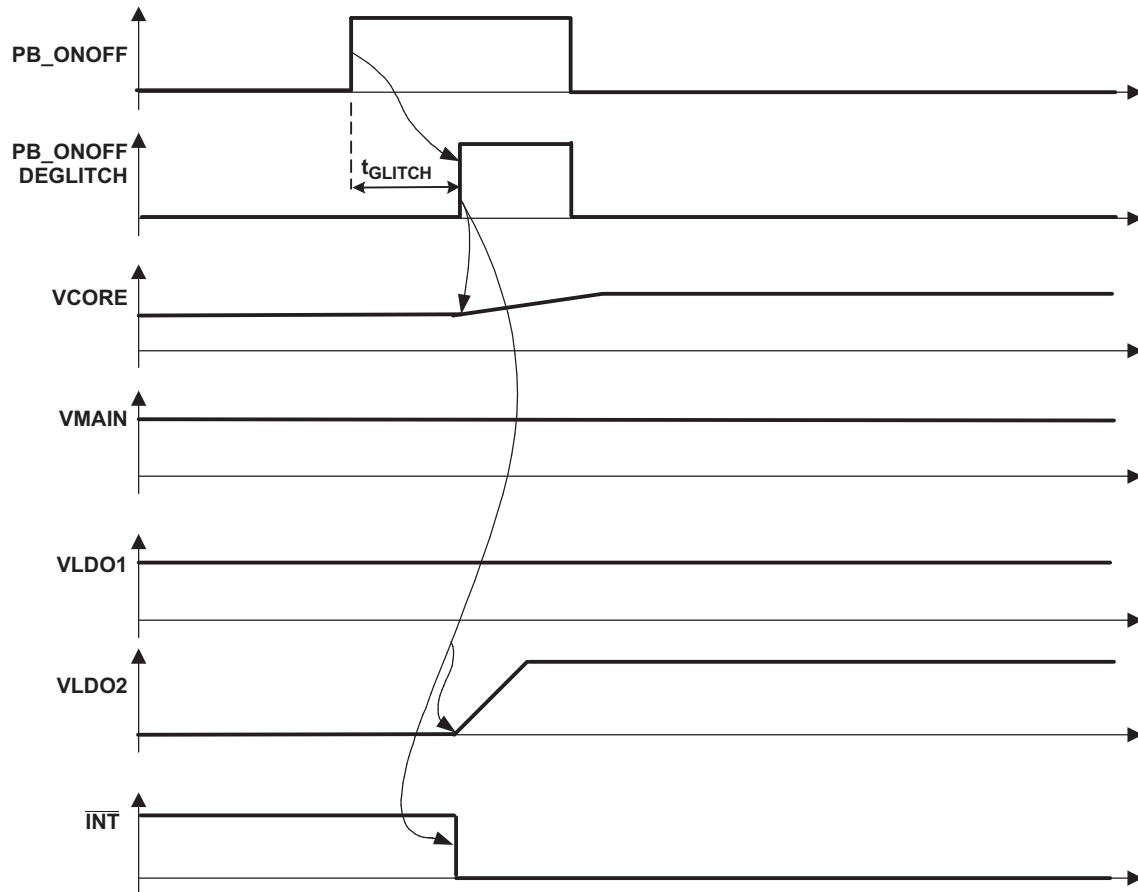 PB_ONOFF
PB_ONOFF
DEGLITCH
tGLITCH
VCORE
VMAIN
VLDO1
VLDO2
INT